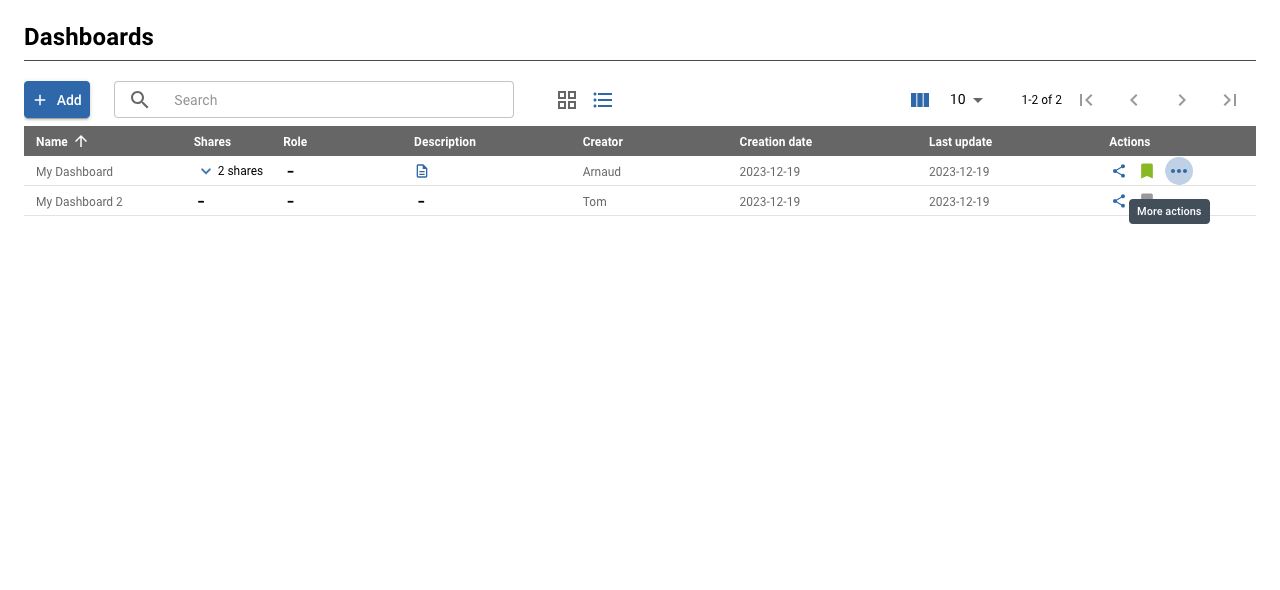 Dashboards
Add
Search
10
1-2 of 2
Name Shares Role Description Creator Creation date Last update Actions
My Dashboard 2 shares – Arnaud 2023-12-19 2023-12-19
My Dashboard 2 – – – Tom 2023-12-19 2023-12-19
More actions